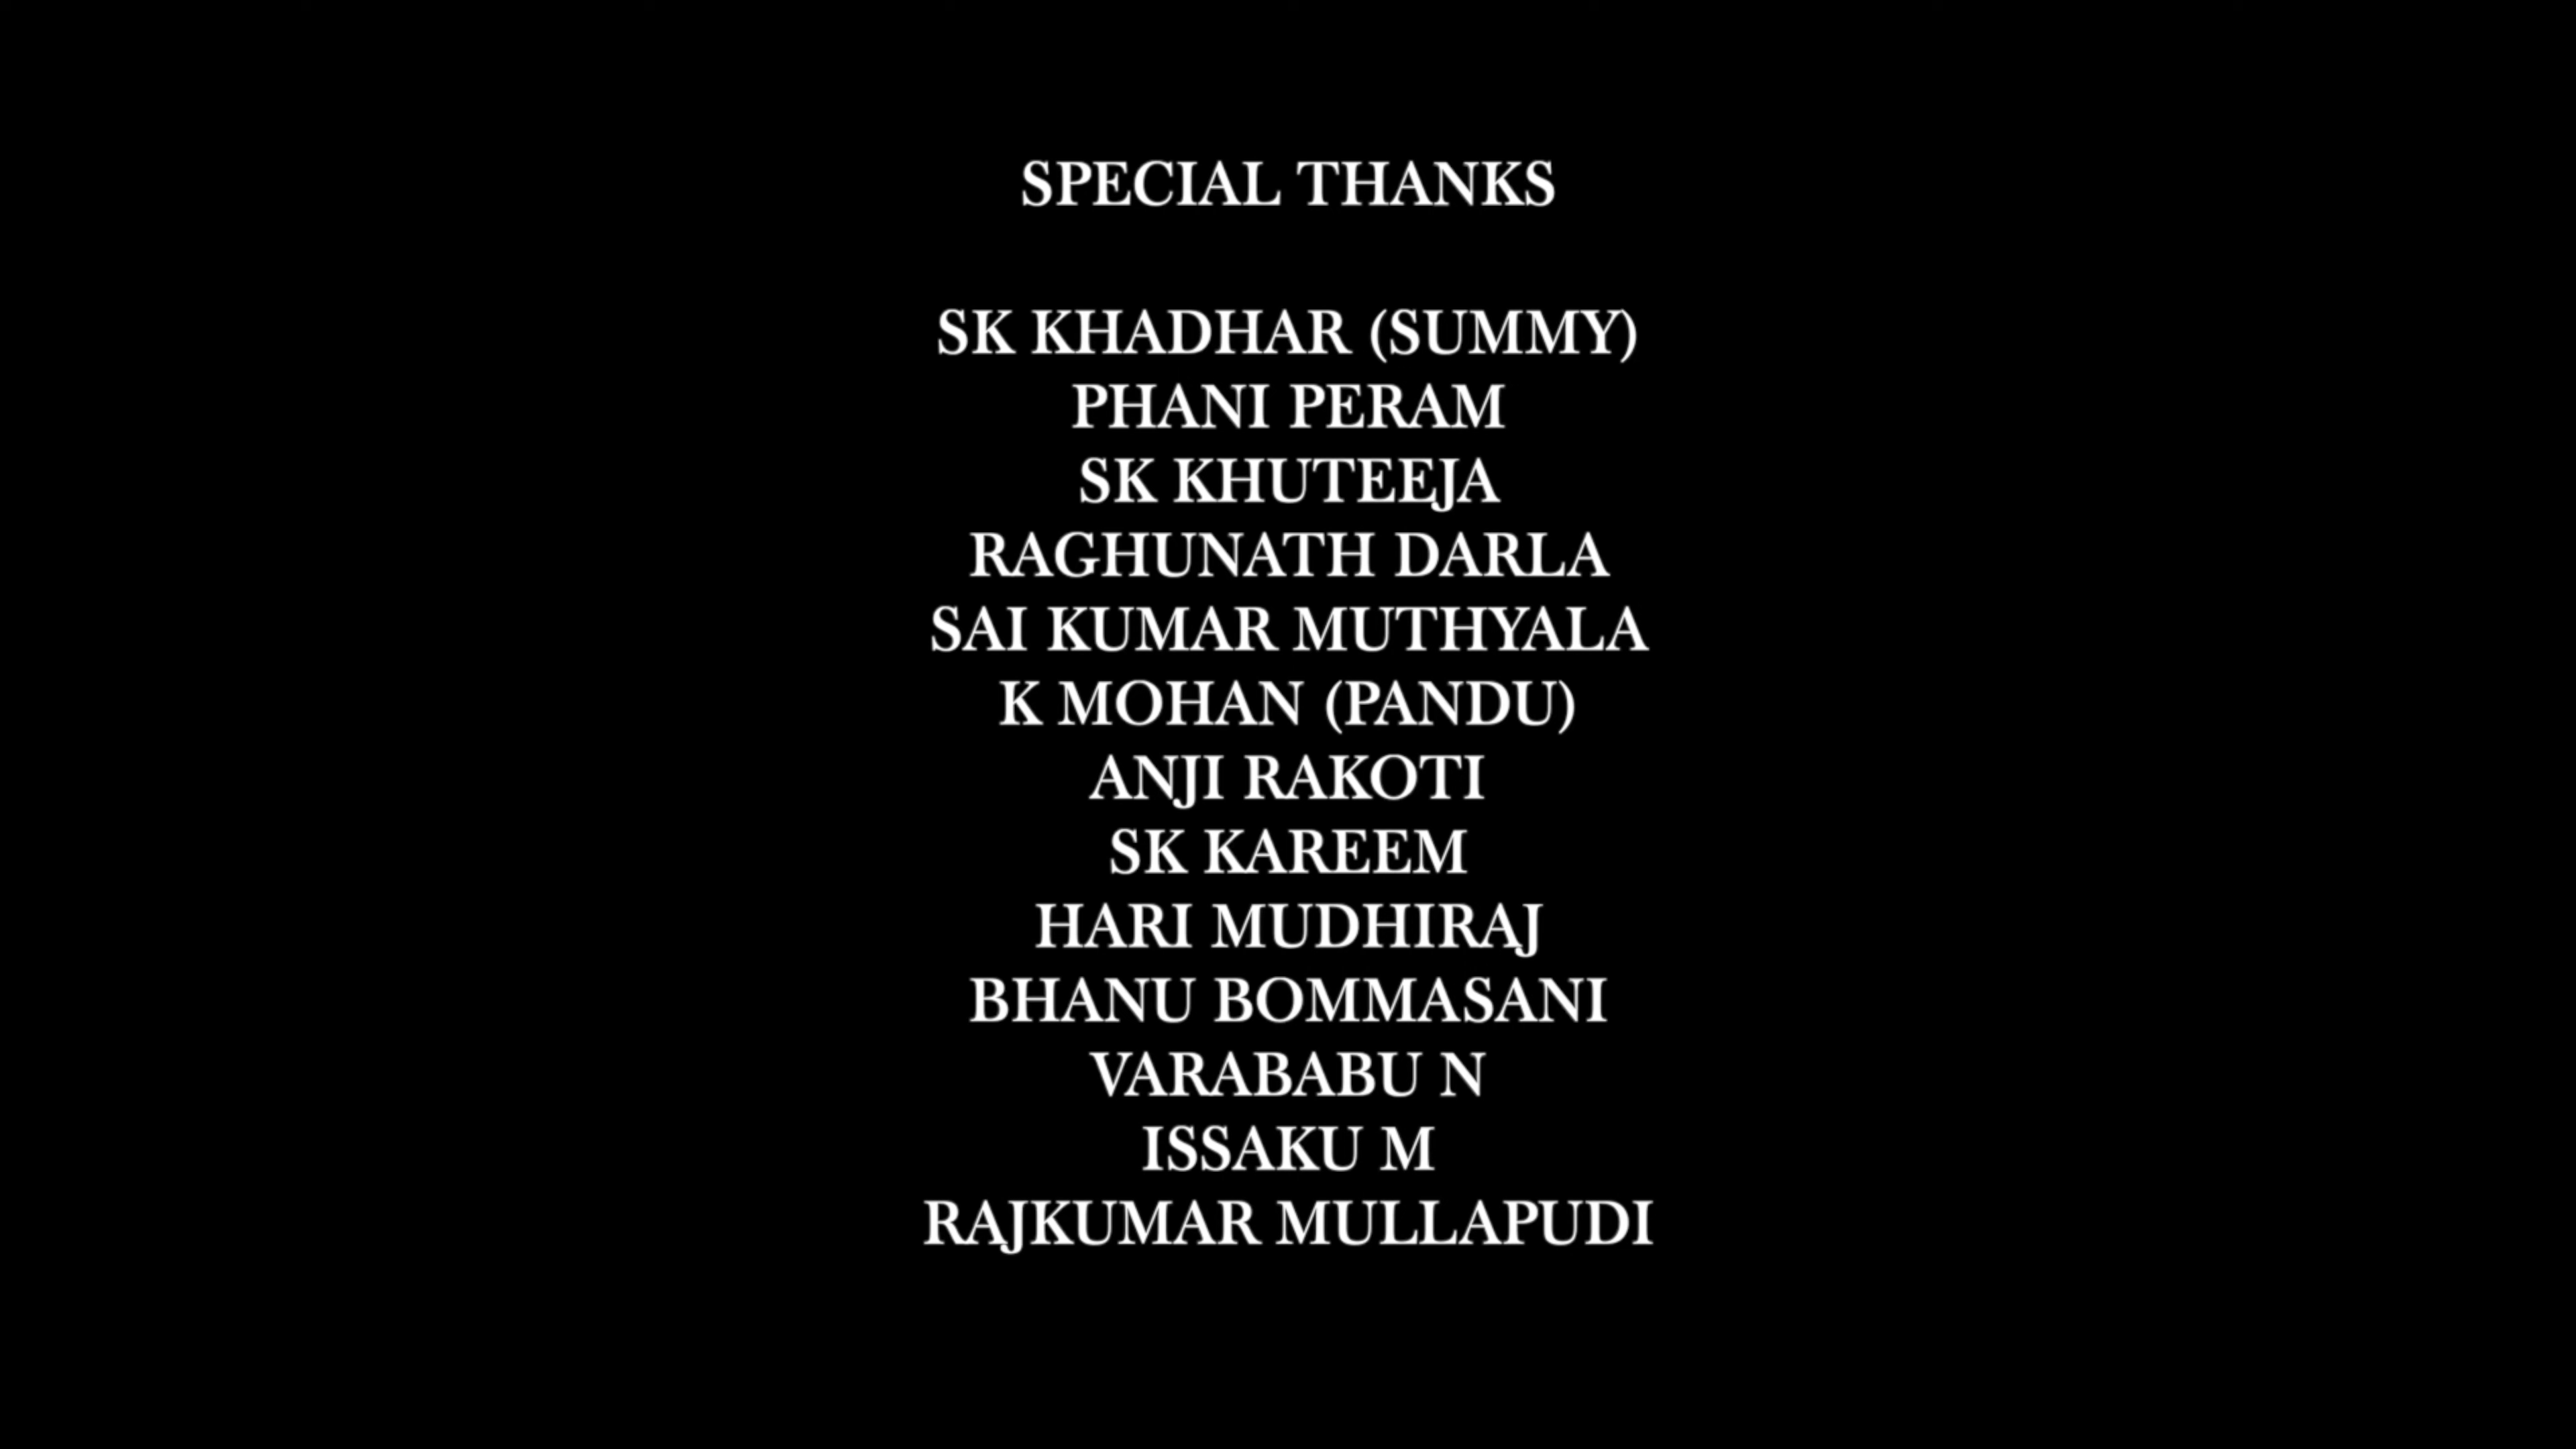 SPECIAL THANKS
SK KHADHAR (SUMMY)
PHANI PERAM
SK KHUTEEJA
RAGHUNATH DARLA
SAI KUMAR MUTHYALA
K MOHAN (PANDU)
ANJI RAKOTI
SK KAREEM
HARI MUDHIRAJ
BHANU BOMMASANI
VARABABU N
ISSAKU M
RAJKUMAR MULLAPUDI